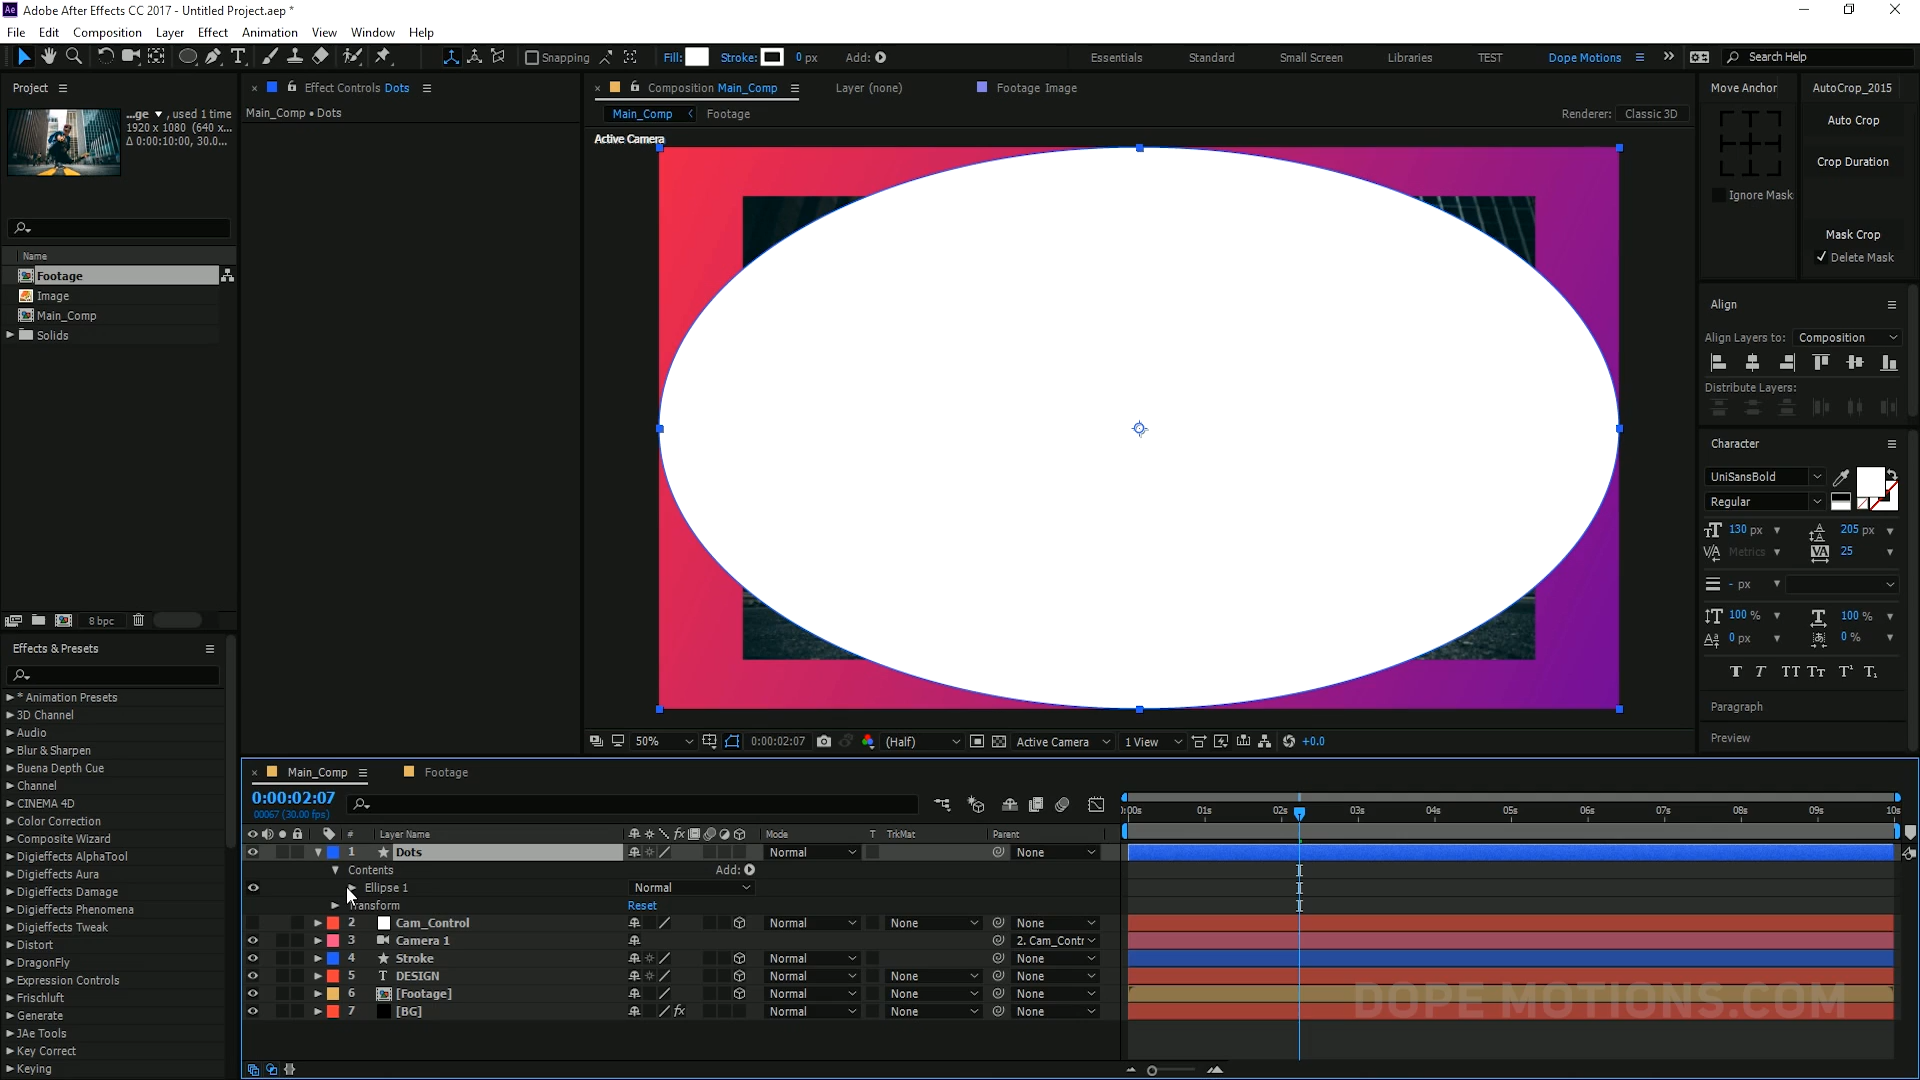 Ae Adobe After Effects CC 2017 - Untitled Project.aep *
File Edit Composition Layer Effect Animation View Window Help
Snapping Fill: Stroke: 0 px Add: Essentials Standard Small Screen Libraries TEST Dope Motions Search Help
Project
...ge ▼ , used 1 time
1920 x 1080 (640 x...
Δ 0:00:10:00, 30.0...
Name
Footage
Image
Main_Comp
Solids
8 bpc
Effect Controls Dots
Main_Comp • Dots
Composition Main_Comp Layer (none) Footage Image
Main_Comp Footage Renderer: Classic 3D
Active Camera
50% 0:00:02:07 (Half) Active Camera 1 View +0.0
Move Anchor AutoCrop_2015
Auto Crop
Crop Duration
Ignore Mask
Mask Crop
Delete Mask
Align
Align Layers to: Composition
Distribute Layers:
Character
UniSansBold
Regular
130 px 205 px
Metrics 25
- px
100 % 100 %
0 px 0 %
T T TT Tt T¹ T₁
Paragraph
Preview
Effects & Presets
* Animation Presets
3D Channel
Audio
Blur & Sharpen
Buena Depth Cue
Channel
CINEMA 4D
Color Correction
Composite Wizard
Digieffects AlphaTool
Digieffects Aura
Digieffects Damage
Digieffects Phenomena
Digieffects Tweak
Distort
DragonFly
Expression Controls
Frischluft
Generate
JAe Tools
Key Correct
Keying
Main_Comp Footage
0:00:02:07
00067 (30.00 fps)
:00s 01s 02s 03s 04s 05s 06s 07s 08s 09s 10s
# Layer Name Mode T TrkMat Parent
1 Dots Normal None
Contents Add:
Ellipse 1 Normal
Transform Reset
2 Cam_Control Normal None None
3 Camera 1 2. Cam_Contr
4 Stroke Normal None
5 T DESIGN Normal None None
6 [Footage] Normal None None
7 [BG] Normal None None
DOPE MOTIONS.COM